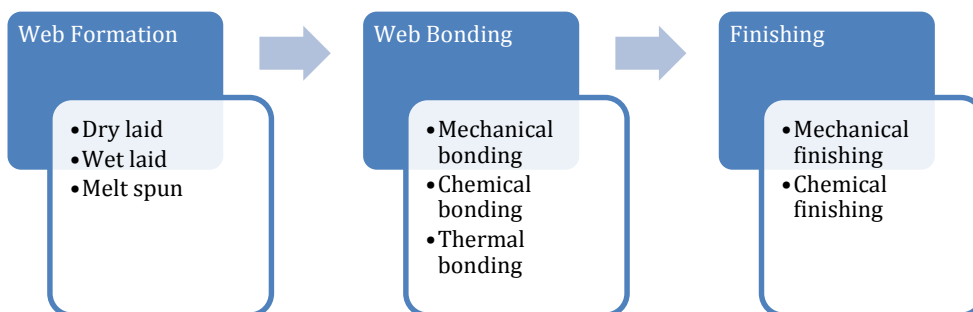 Web Formation
•Dry laid
•Wet laid
•Melt spun
Web Bonding
•Mechanical
bonding
•Chemical
bonding
•Thermal
bonding
Finishing
•Mechanical
finishing
•Chemical
finishing